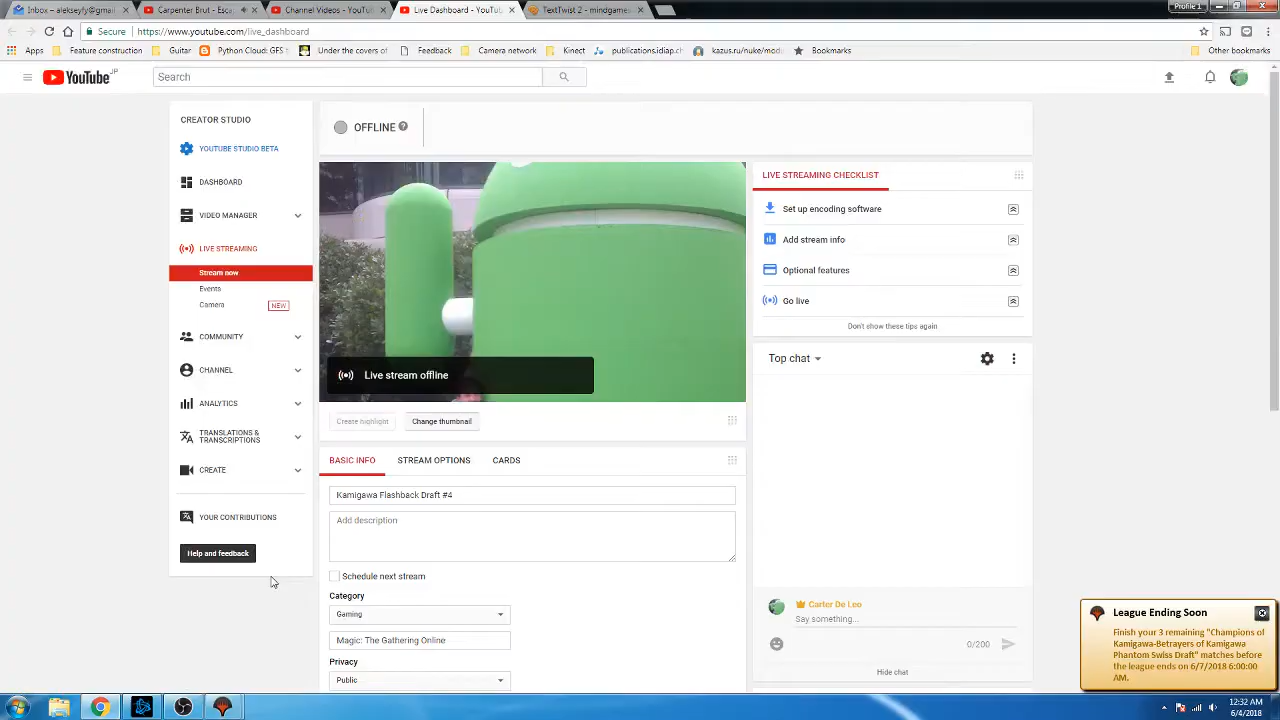 Inbox – alekseyfy@gmail
Carpenter Brut - Esca
Channel Videos - YouTu
Live Dashboard - YouTub
TextTwist 2 - mindgame
Profile 1
Secure
https://www.youtube.com/live_dashboard
Apps
Feature construction
Guitar
Python Cloud: GFS
Under the covers of
Feedback
Camera network
Kinect
publications.idiap.ch
kazus.ru/nuke/mod
Bookmarks
Other bookmarks
YouTube JP
Search
CREATOR STUDIO
YOUTUBE STUDIO BETA
DASHBOARD
VIDEO MANAGER
LIVE STREAMING
Stream now
Events
Camera
NEW
COMMUNITY
CHANNEL
ANALYTICS
TRANSLATIONS &
TRANSCRIPTIONS
CREATE
YOUR CONTRIBUTIONS
Help and feedback
OFFLINE ?
Live stream offline
Create highlight
Change thumbnail
BASIC INFO
STREAM OPTIONS
CARDS
Kamigawa Flashback Draft #4
Add description
Schedule next stream
Category
Gaming
Magic: The Gathering Online
Privacy
Public
LIVE STREAMING CHECKLIST
Set up encoding software
Add stream info
Optional features
Go live
Don't show these tips again
Top chat
Carter De Leo
Say something...
0/200
Hide chat
League Ending Soon
Finish your 3 remaining "Champions of
Kamigawa-Betrayers of Kamigawa
Phantom Swiss Draft" matches before
the league ends on 6/7/2018 6:00:00
AM.
12:32 AM
6/4/2018